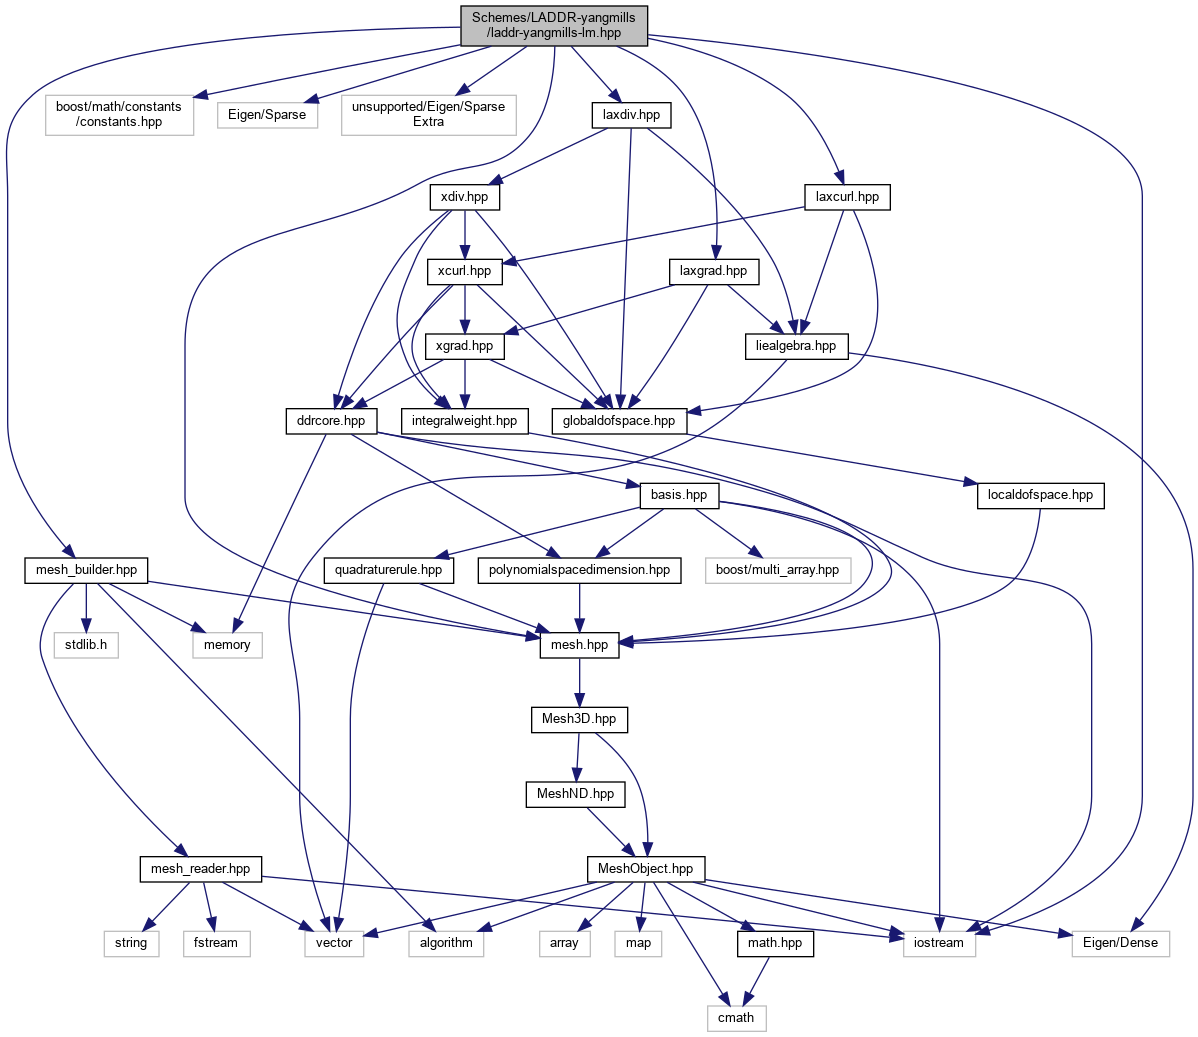 Schemes/LADDR-yangmills
/laddr-yangmills-lm.hpp
boost/math/constants
/constants.hpp
Eigen/Sparse
unsupported/Eigen/Sparse
Extra
laxdiv.hpp
xdiv.hpp
laxcurl.hpp
xcurl.hpp
laxgrad.hpp
xgrad.hpp
liealgebra.hpp
ddrcore.hpp
integralweight.hpp
globaldofspace.hpp
basis.hpp
localdofspace.hpp
mesh_builder.hpp
quadraturerule.hpp
polynomialspacedimension.hpp
boost/multi_array.hpp
stdlib.h
memory
mesh.hpp
Mesh3D.hpp
MeshND.hpp
mesh_reader.hpp
MeshObject.hpp
string
fstream
vector
algorithm
array
map
math.hpp
iostream
Eigen/Dense
cmath